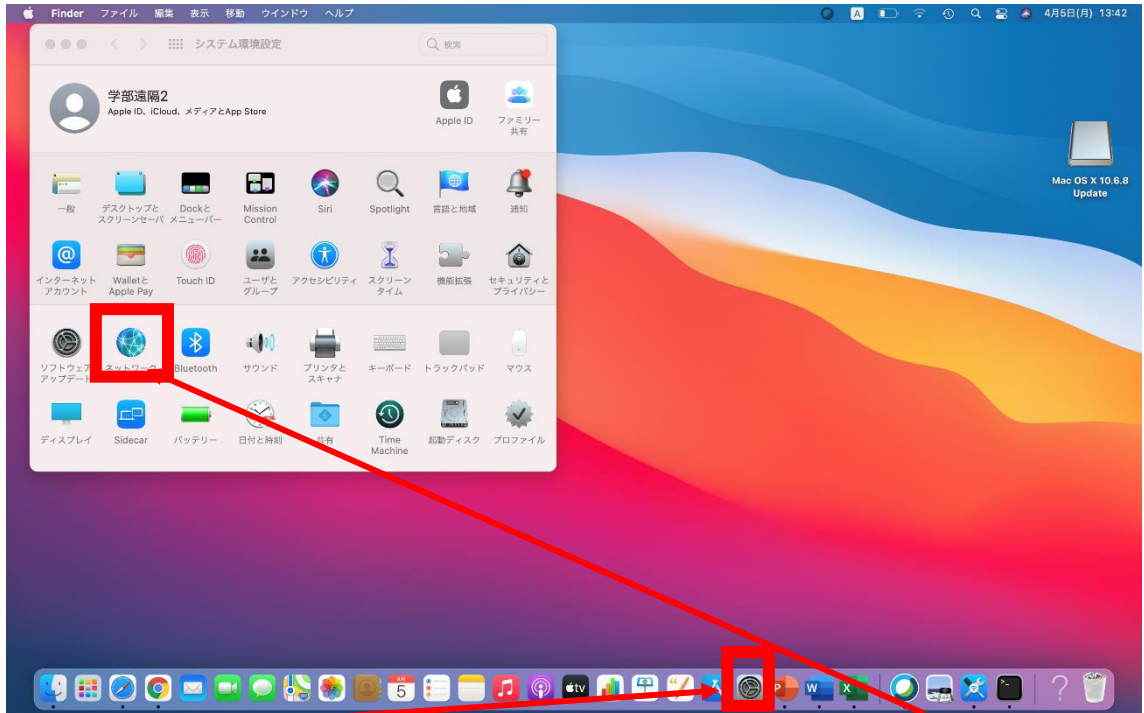 Finder ファイル 編集 表示 移動 ウインドウ ヘルプ
A
4月5日(月) 13:42
システム環境設定
検索
学部遠隔2
Apple ID、iCloud、メディアとApp Store
Apple ID
ファミリー
共有
Mac OS X 10.6.8
Update
一般
デスクトップと
スクリーンセーバ
Dockと
メニューバー
Mission
Control
Siri
Spotlight
言語と地域
通知
インターネット
アカウント
Walletと
Apple Pay
Touch ID
ユーザと
グループ
アクセシビリティ
スクリーン
タイム
機能拡張
セキュリティと
プライバシー
ソフトウェア
アップデート
ネットワーク
Bluetooth
サウンド
プリンタと
スキャナ
キーボード
トラックパッド
マウス
ディスプレイ
Sidecar
バッテリー
日付と時刻
共有
Time
Machine
起動ディスク
プロファイル
4月
5
tv
P
W
X
?